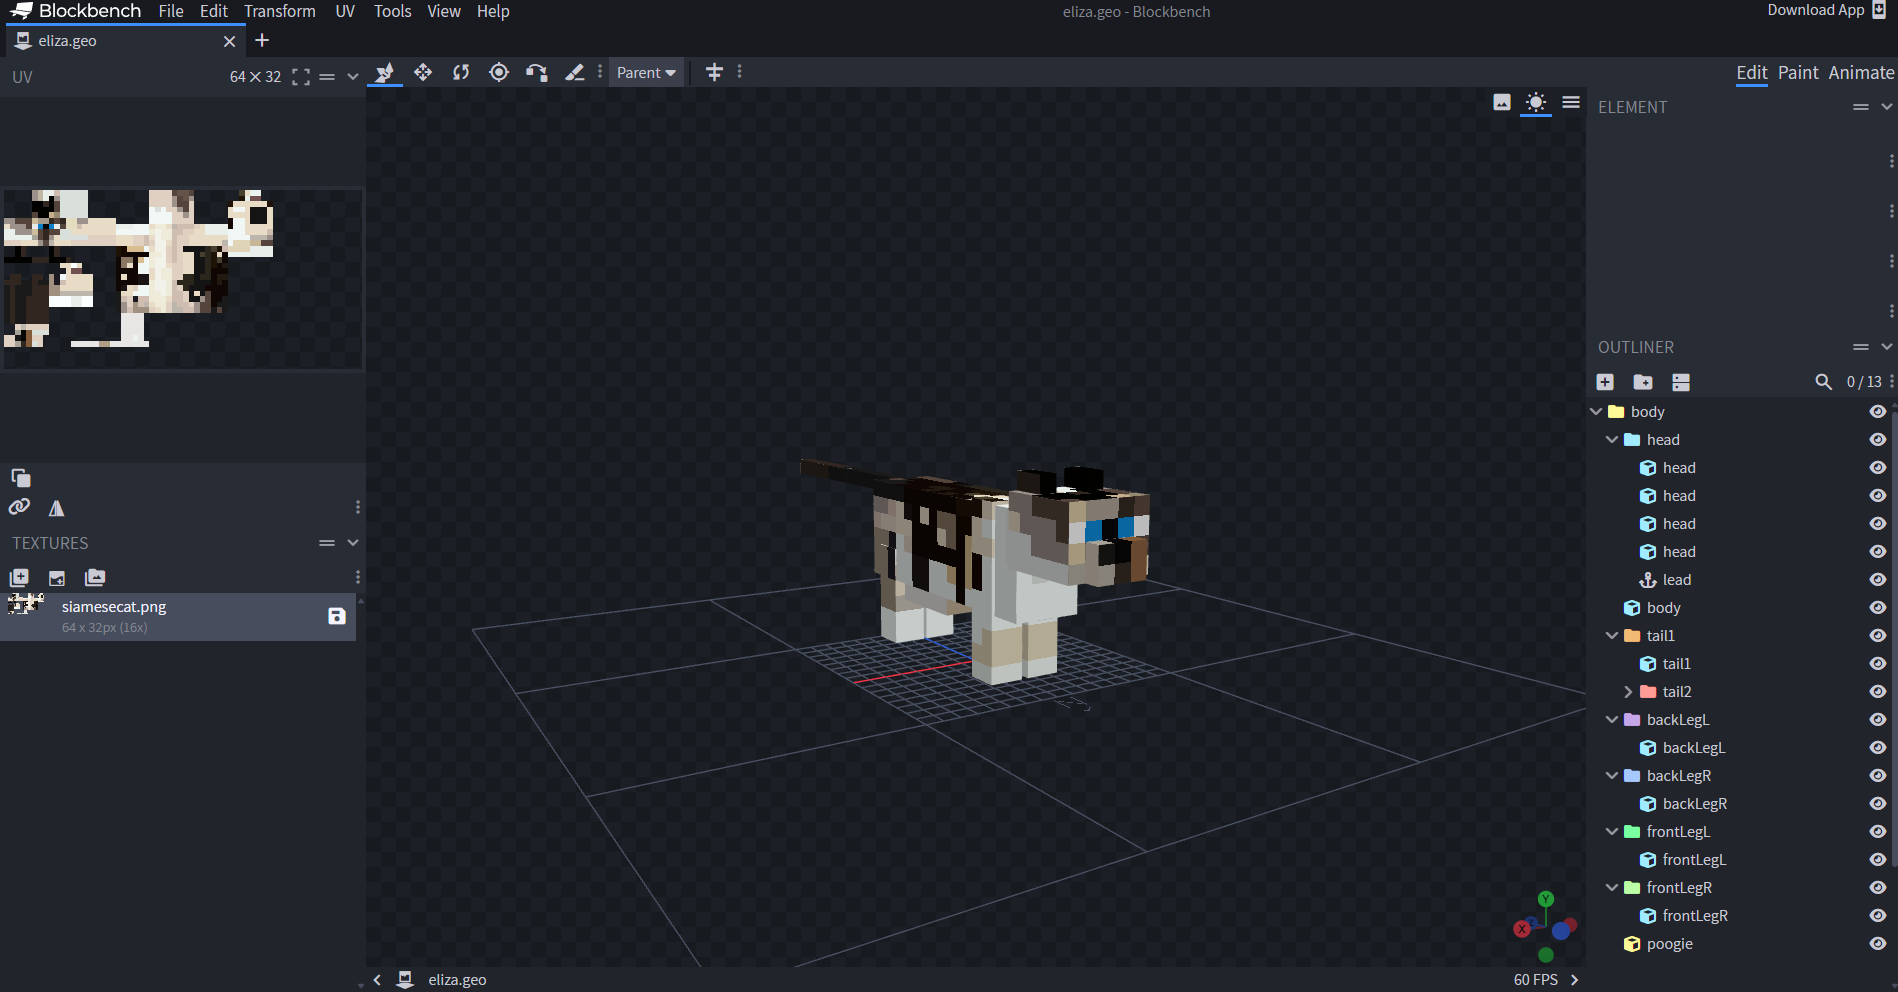 Blockbench File Edit Transform UV Tools View Help
eliza.geo - Blockbench
Download App
eliza.geo
UV
64×32
Parent
Edit Paint Animate
ELEMENT
TEXTURES
siamesecat.png
64 x 32px (16x)
OUTLINER
0 / 13
body
head
head
head
head
head
lead
body
tail1
tail1
tail2
backLegL
backLegL
backLegR
backLegR
frontLegL
frontLegL
frontLegR
frontLegR
poogie
Y
X
eliza.geo
60 FPS